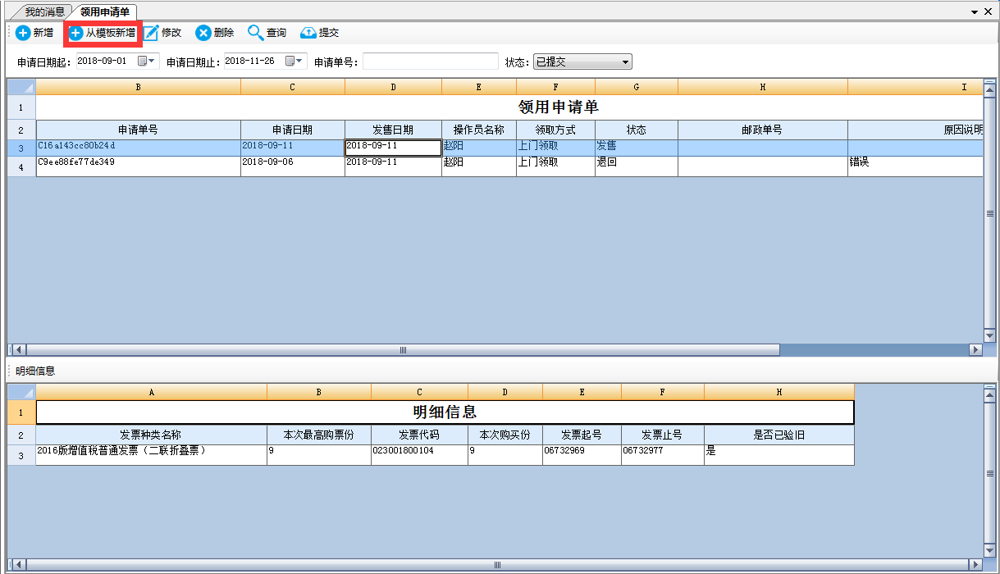 我的消息 领用申请单
新增 从模板新增 修改 删除 查询 提交
申请日期起: 2018-09-01 申请日期止: 2018-11-26 申请单号: 状态: 已提交
B C D E F G H I
1 领用申请单
2 申请单号 申请日期 发售日期 操作员名称 领取方式 状态 邮政单号 原因说明
3 C16a143cc80b24d 2018-09-11 2018-09-11 赵阳 上门领取 发售
4 C9ee88fe77de349 2018-09-06 2018-09-11 赵阳 上门领取 退回 错误
明细信息
A B C D E F H
1 明细信息
2 发票种类名称 本次最高购票份 发票代码 本次购买份 发票起号 发票止号 是否已验旧
3 2016版增值税普通发票（二联折叠票） 9 023001800104 9 06732969 06732977 是